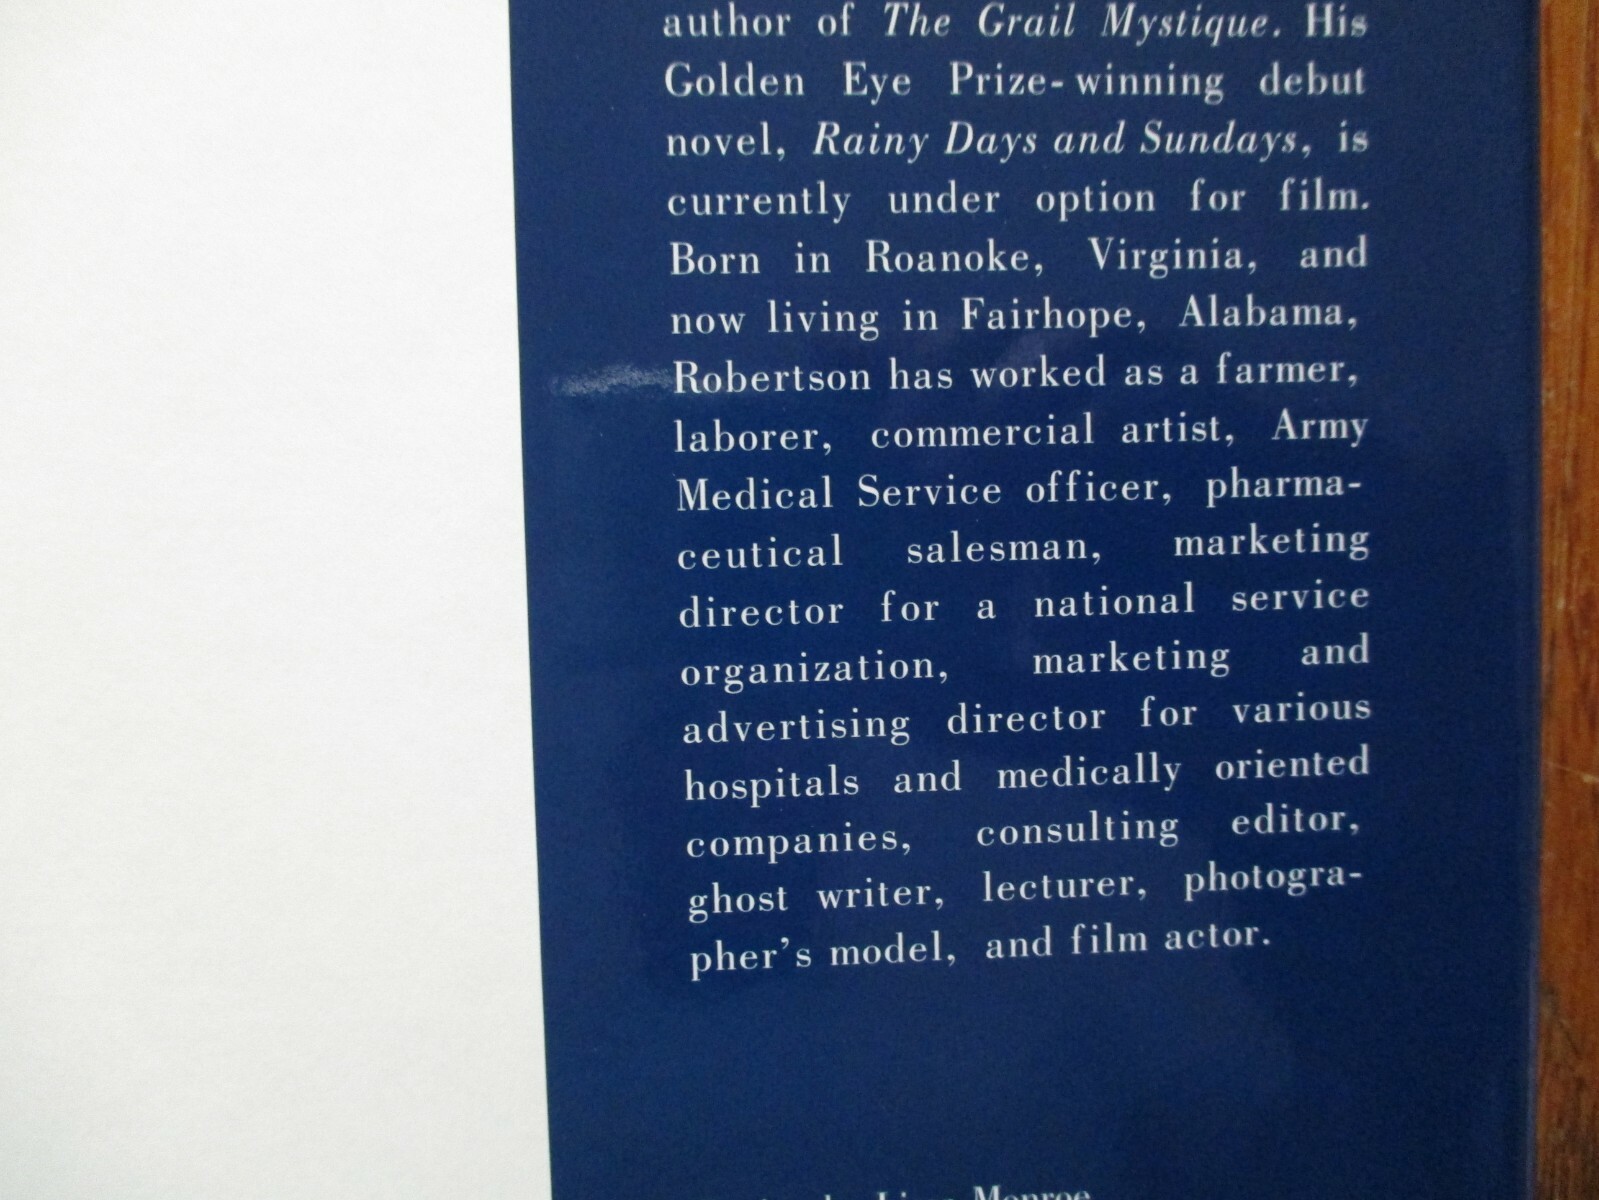 author of The Grail Mystique. His
Golden Eye Prize-winning debut
novel, Rainy Days and Sundays, is
currently under option for film.
Born in Roanoke, Virginia, and
now living in Fairhope, Alabama,
Robertson has worked as a farmer,
laborer, commercial artist, Army
Medical Service officer, pharma-
ceutical salesman, marketing
director for a national service
organization, marketing and
advertising director for various
hospitals and medically oriented
companies, consulting editor,
ghost writer, lecturer, photogra-
pher's model, and film actor.
Monroe